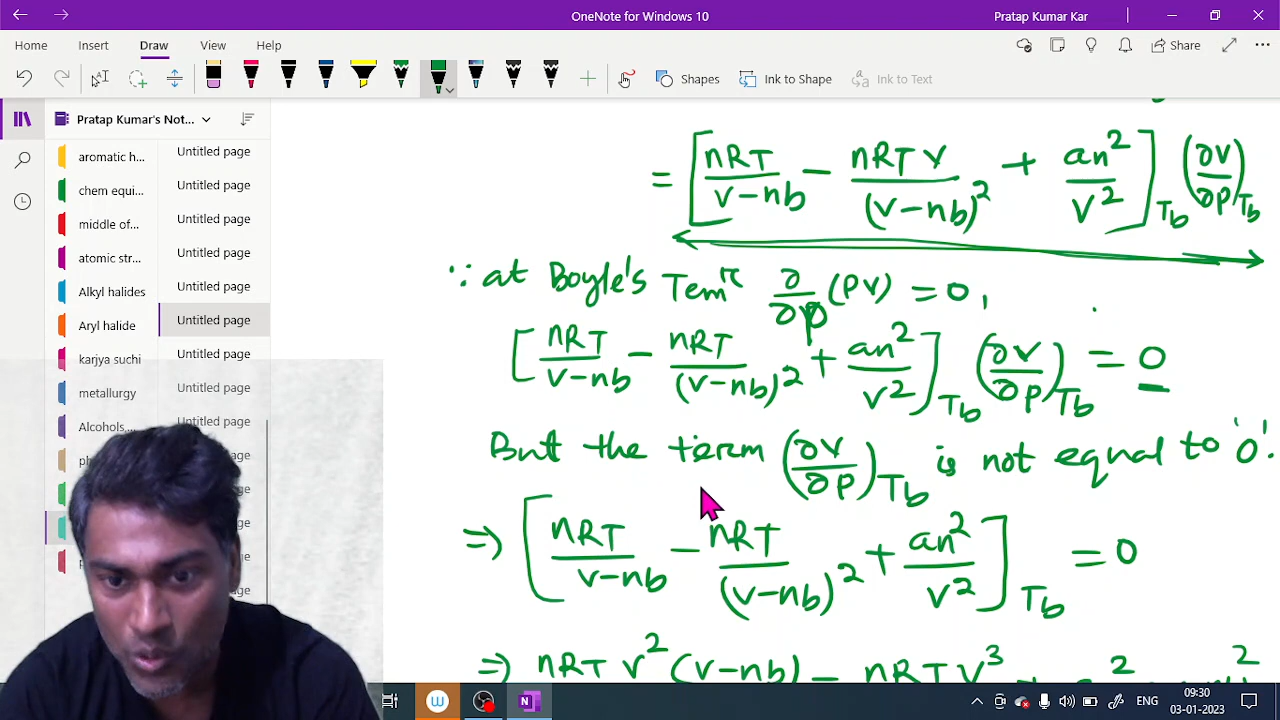 OneNote for Windows 10
Pratap Kumar Kar
Home Insert Draw View Help
Share
Shapes Ink to Shape Ink to Text
Pratap Kumar's Not...
aromatic h...
chem equi...
middle of...
atomic str...
Alkyl halides
Aryl halide
karjya suchi
metallurgy
Alcohols,...
Untitled page
Untitled page
Untitled page
Untitled page
Untitled page
Untitled page
Untitled page
Untitled page
= [nRT/(V-nb) - nRTV/(V-nb)² + an²/V²]Tb (∂V/∂P)Tb
∵ at Boyle's Temʳ ∂/∂P (PV) = 0,
[nRT/(V-nb) - nRT/(V-nb)² + an²/V²]Tb (∂V/∂P)Tb = 0
But the term (∂V/∂P)Tb is not equal to '0'.
⇒ [nRT/(V-nb) - nRT/(V-nb)² + an²/V²]Tb = 0
⇒ nRTV²(V-nb) - nRTV³
ENG
09:30
03-01-2023